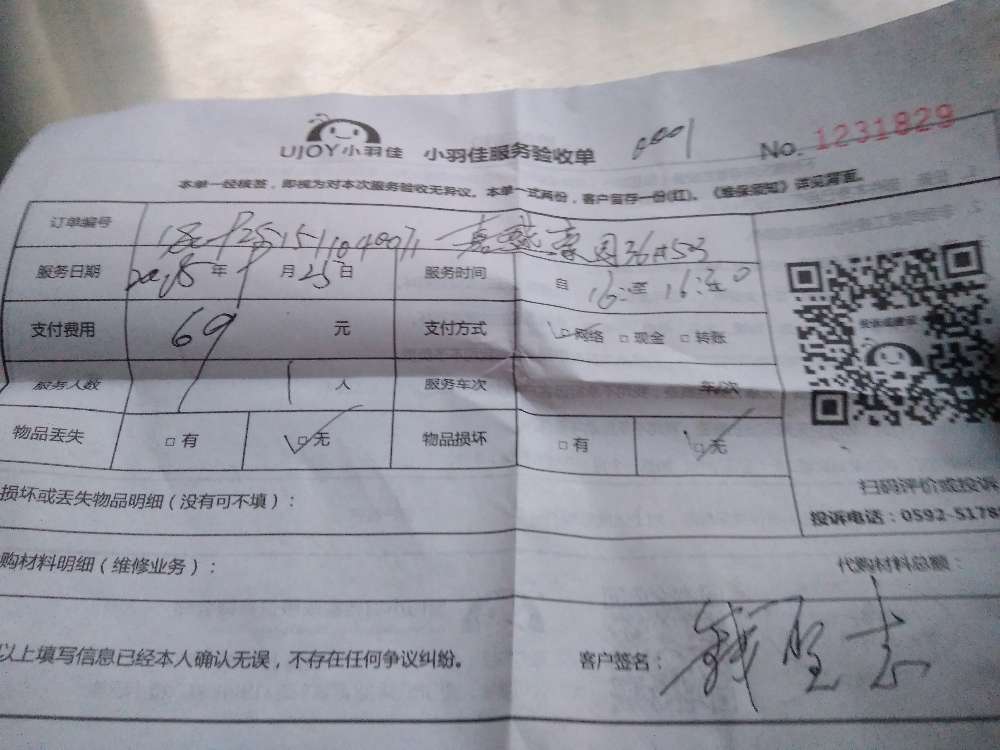 UJOY小羽佳 小羽佳服务验收单 0001 No. 1231829
本单一经核签，即视为对本次服务验收无异议。本单一式两份，客户留存一份(红)。《维保须知》详见背面。
订单编号
服务日期 年 月 25 日 服务时间 自 16: 至 16:
支付费用 69 元 支付方式 □网络 □现金 □转账
服务人数 1 人 服务车次 车/次
物品丢失 □有 □无 物品损坏 □有 □无
扫码评价或投诉
损坏或丢失物品明细（没有可不填）：
投诉电话：0592-5178
购材料明细（维修业务）： 代购材料总额：
以上填写信息已经本人确认无误，不存在任何争议纠纷。 客户签名：